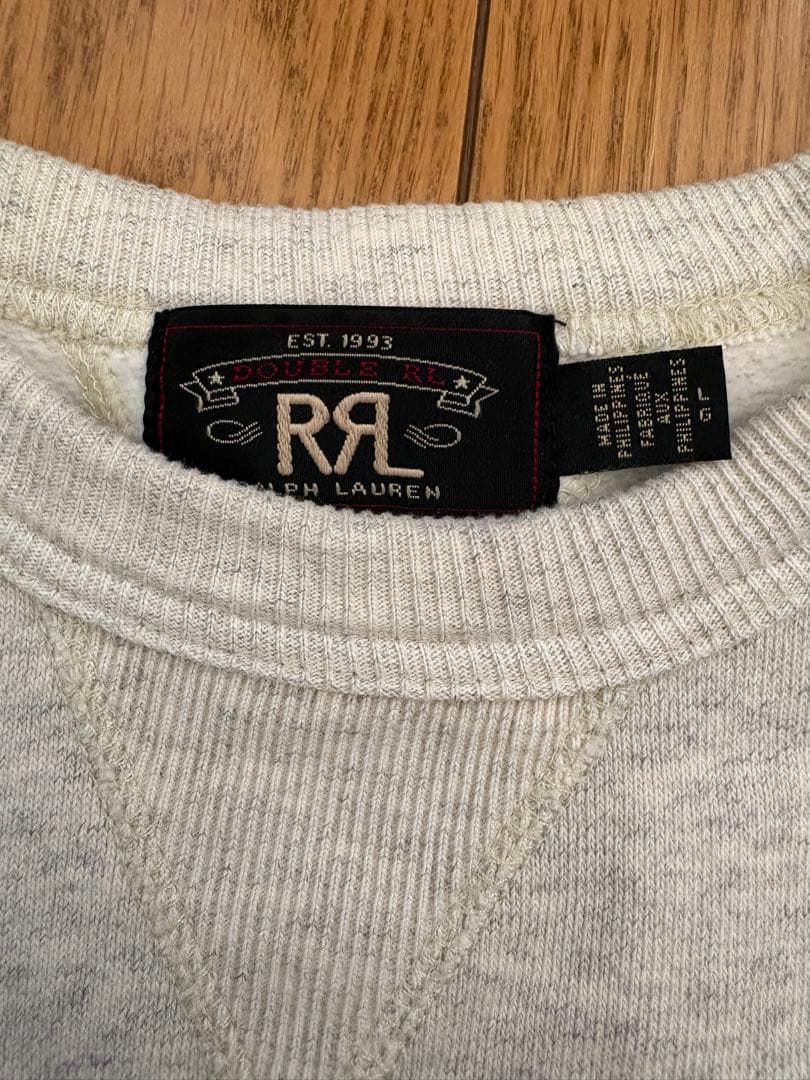 EST. 1993
DOUBLE RL
RRL
RALPH LAUREN
MADE IN
PHILIPPINES
FABRIQUÉ
AUX
PHILIPPINES